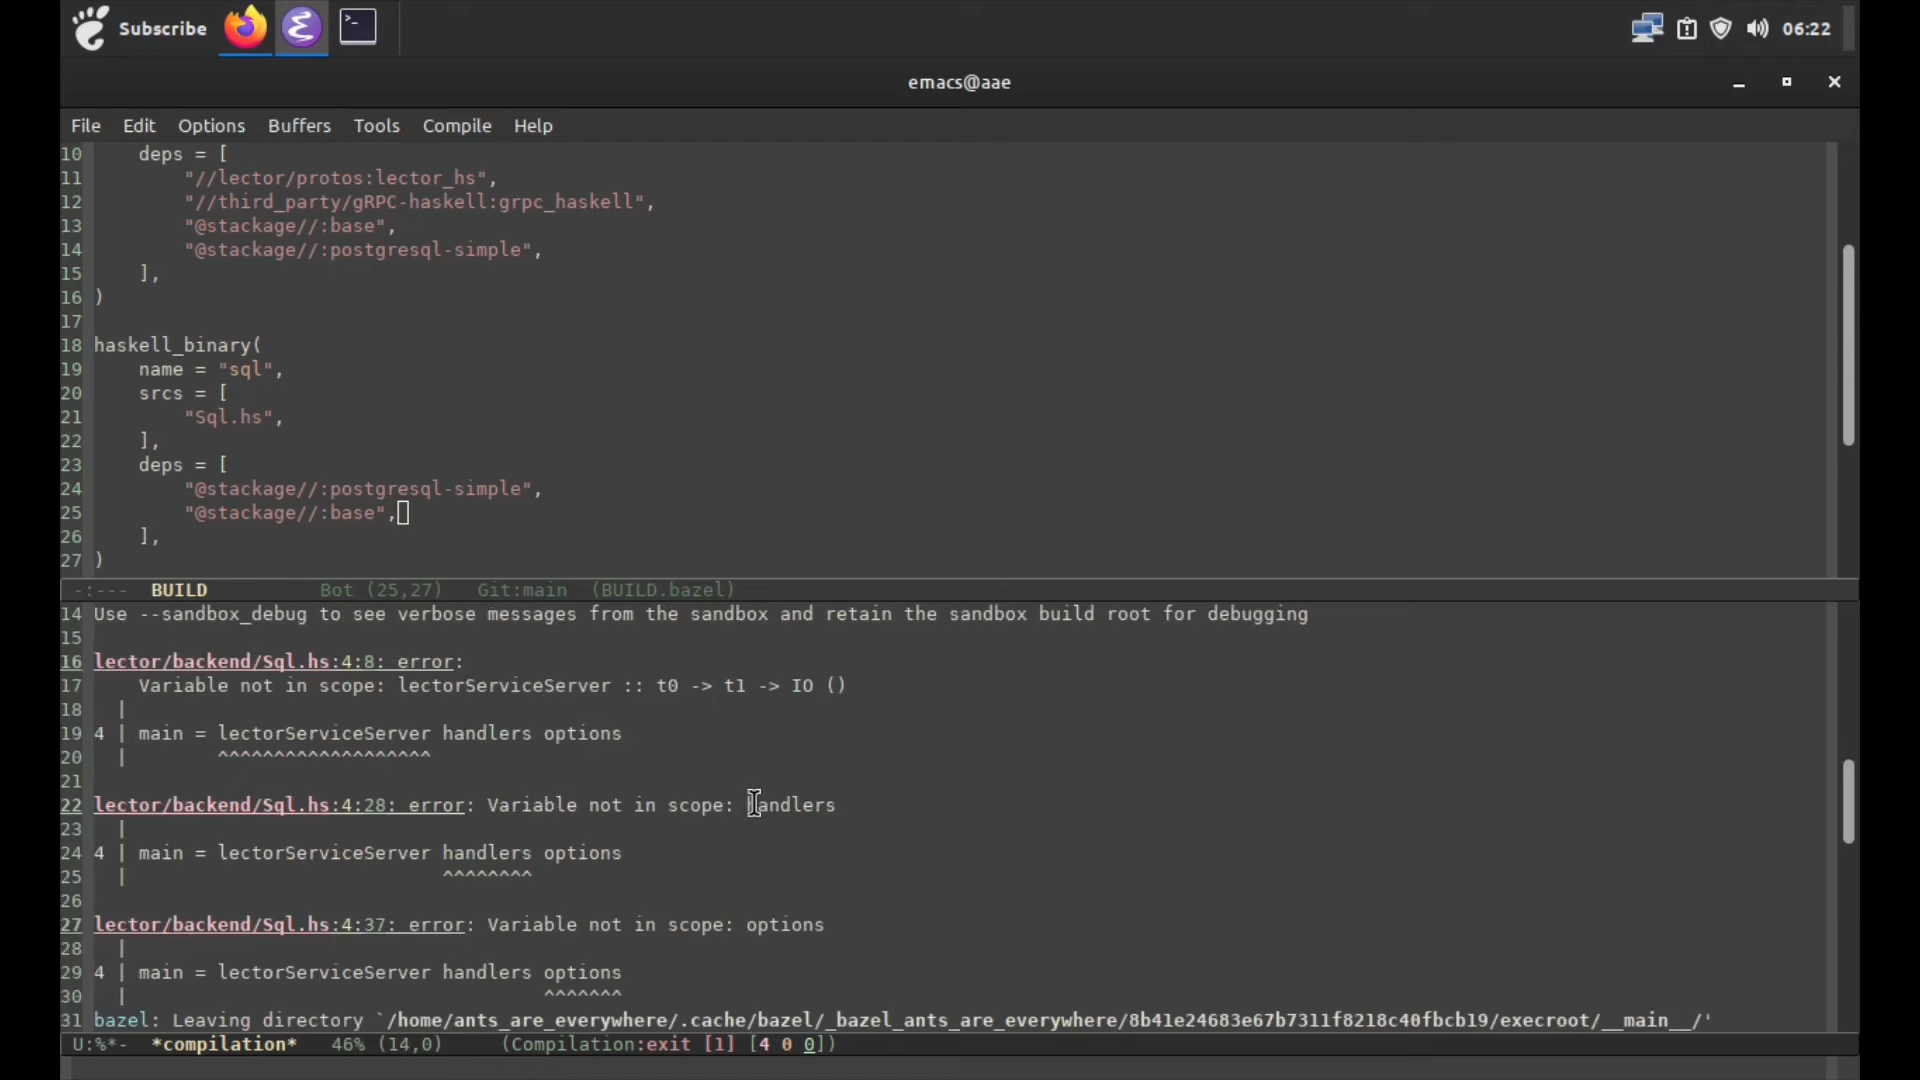 Subscribe
06:22
emacs@aae
File Edit Options Buffers Tools Compile Help
10     deps = [
11         "//lector/protos:lector_hs",
12         "//third_party/gRPC-haskell:grpc_haskell",
13         "@stackage//:base",
14         "@stackage//:postgresql-simple",
15     ],
16 )
17
18 haskell_binary(
19     name = "sql",
20     srcs = [
21         "Sql.hs",
22     ],
23     deps = [
24         "@stackage//:postgresql-simple",
25         "@stackage//:base",
26     ],
27 )
-:--- BUILD Bot (25,27) Git:main (BUILD.bazel)
14 Use --sandbox_debug to see verbose messages from the sandbox and retain the sandbox build root for debugging
15
16 lector/backend/Sql.hs:4:8: error:
17     Variable not in scope: lectorServiceServer :: t0 -> t1 -> IO ()
18   |
19 4 | main = lectorServiceServer handlers options
20   |        ^^^^^^^^^^^^^^^^^^^
21
22 lector/backend/Sql.hs:4:28: error: Variable not in scope: handlers
23   |
24 4 | main = lectorServiceServer handlers options
25   |                            ^^^^^^^^
26
27 lector/backend/Sql.hs:4:37: error: Variable not in scope: options
28   |
29 4 | main = lectorServiceServer handlers options
30   |                                     ^^^^^^^
31 bazel: Leaving directory `/home/ants_are_everywhere/.cache/bazel/_bazel_ants_are_everywhere/8b41e24683e67b7311f8218c40fbcb19/execroot/__main__/'
U:%*- *compilation* 46% (14,0) (Compilation:exit [1] [4 0 0])